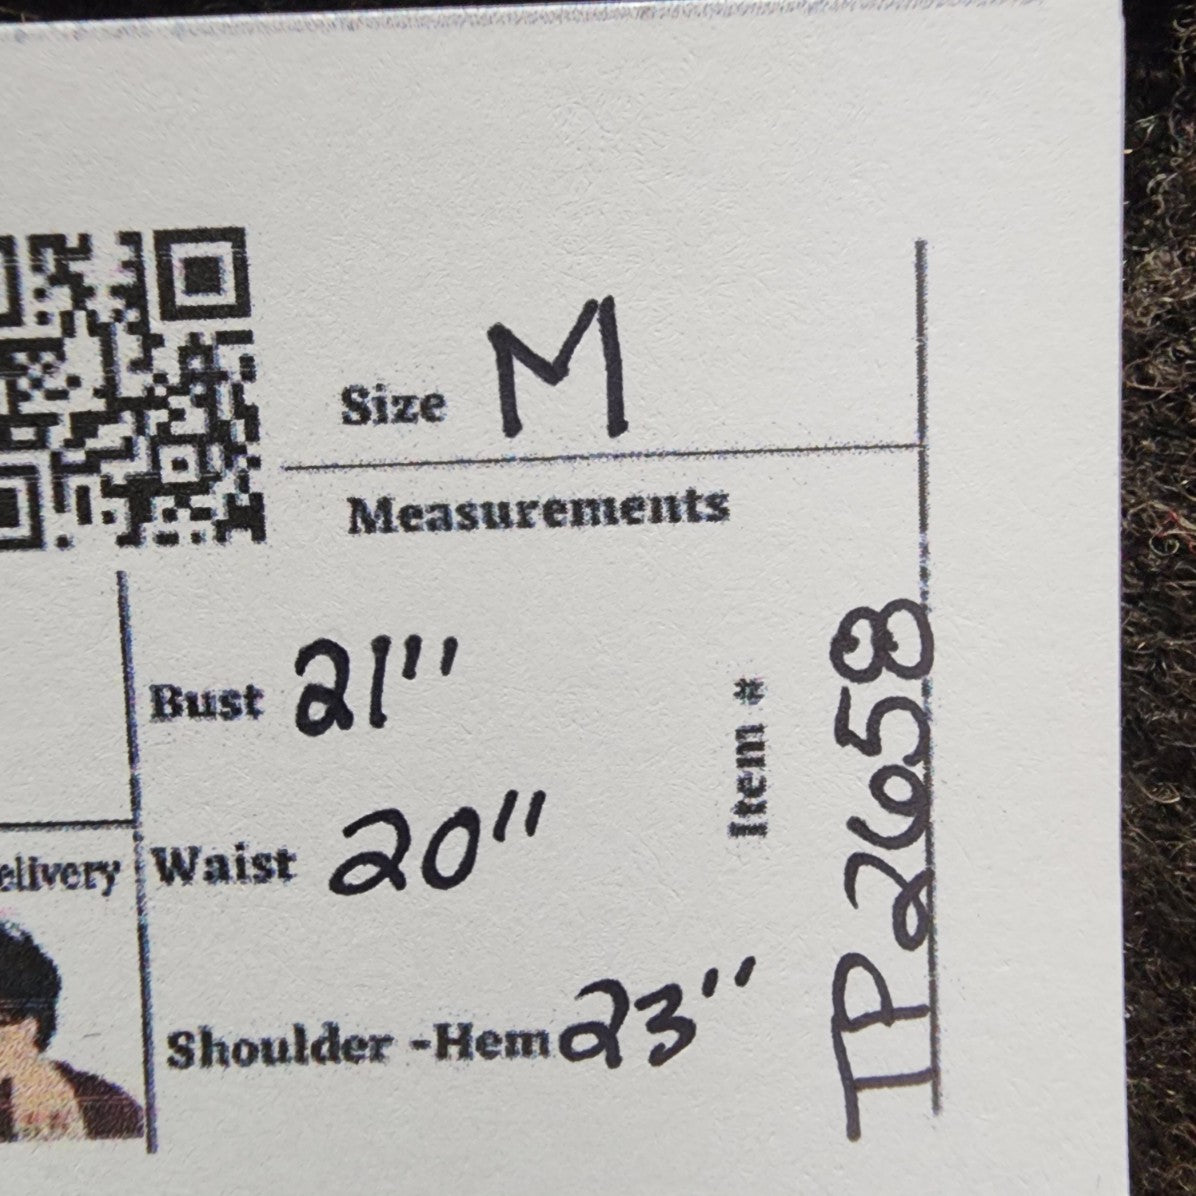 Size M
Measurements
Bust 21"
Waist 20"
Shoulder -Hem 23"
Item # TP2658
elivery